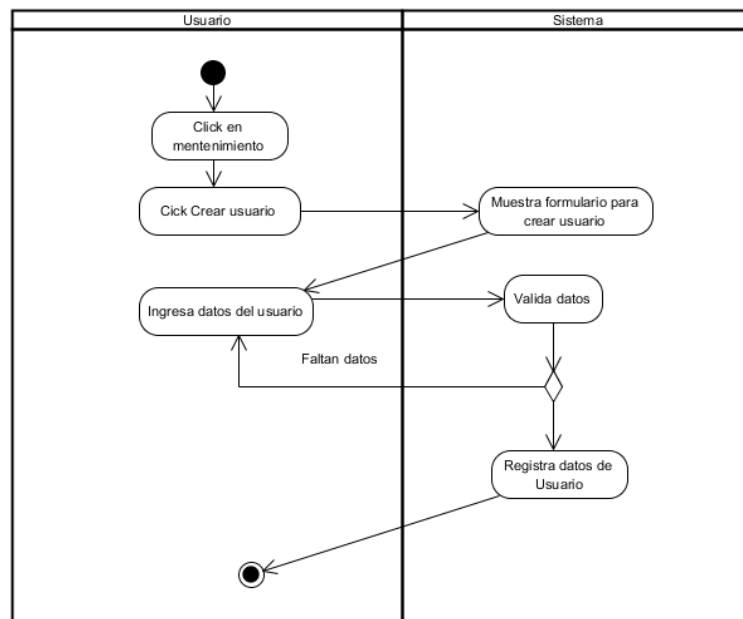 Usuario
Sistema
Click en
mentenimiento
Cick Crear usuario
Muestra formulario para
crear usuario
Ingresa datos del usuario
Valida datos
Faltan datos
Registra datos de
Usuario